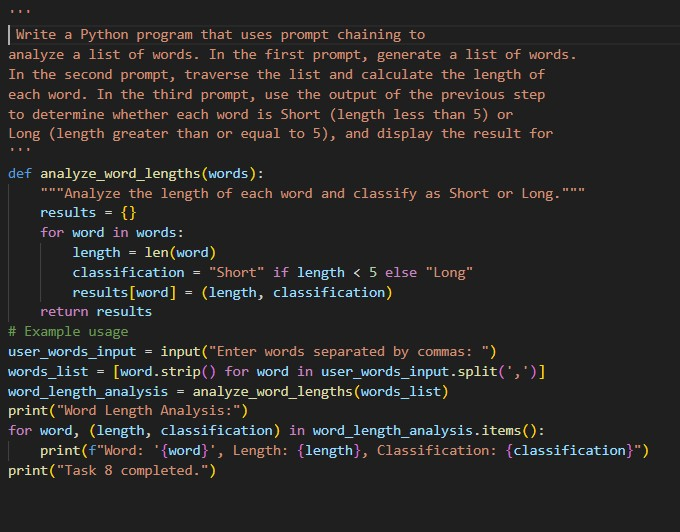 '''
Write a Python program that uses prompt chaining to
analyze a list of words. In the first prompt, generate a list of words.
In the second prompt, traverse the list and calculate the length of
each word. In the third prompt, use the output of the previous step
to determine whether each word is Short (length less than 5) or
Long (length greater than or equal to 5), and display the result for
'''
def analyze_word_lengths(words):
    """Analyze the length of each word and classify as Short or Long."""
    results = {}
    for word in words:
        length = len(word)
        classification = "Short" if length < 5 else "Long"
        results[word] = (length, classification)
    return results
# Example usage
user_words_input = input("Enter words separated by commas: ")
words_list = [word.strip() for word in user_words_input.split(',')]
word_length_analysis = analyze_word_lengths(words_list)
print("Word Length Analysis:")
for word, (length, classification) in word_length_analysis.items():
    print(f"Word: '{word}', Length: {length}, Classification: {classification}")
print("Task 8 completed.")